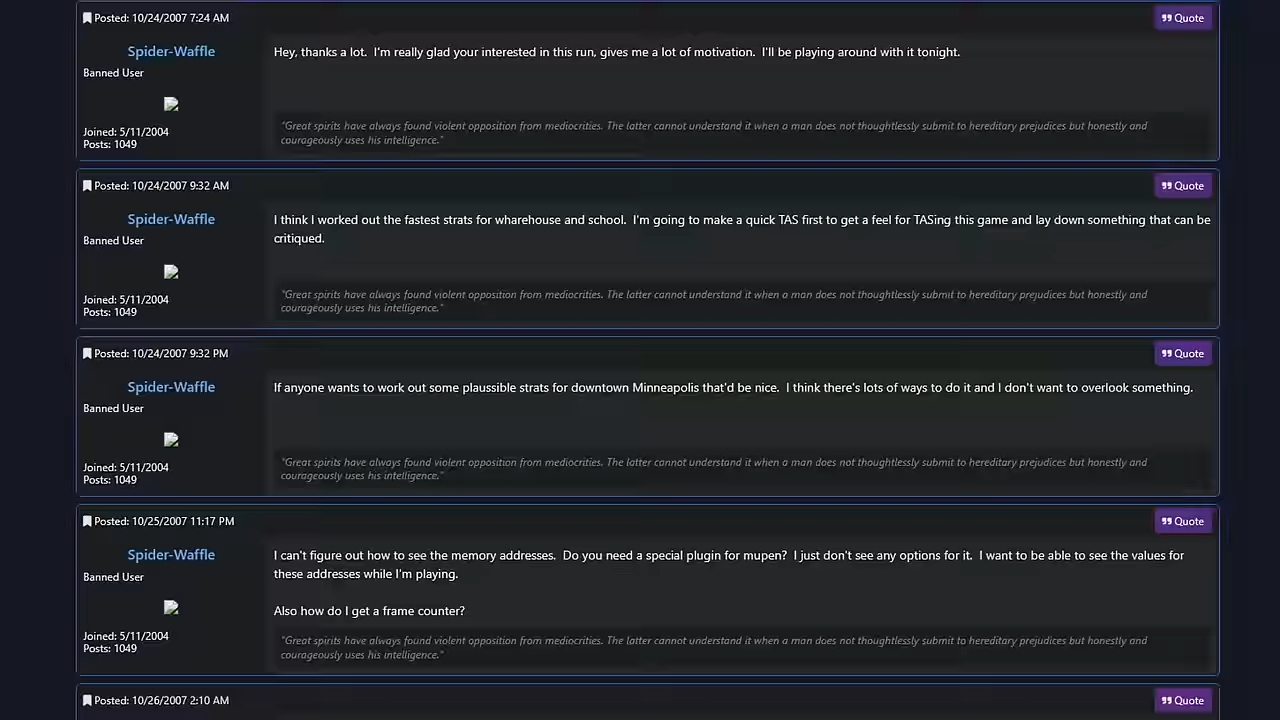 Posted: 10/24/2007 7:24 AM
Quote
Spider-Waffle
Banned User
Joined: 5/11/2004
Posts: 1049
Hey, thanks a lot.  I'm really glad your interested in this run, gives me a lot of motivation.  I'll be playing around with it tonight.
"Great spirits have always found violent opposition from mediocrities. The latter cannot understand it when a man does not thoughtlessly submit to hereditary prejudices but honestly and
courageously uses his intelligence."
Posted: 10/24/2007 9:32 AM
Quote
Spider-Waffle
Banned User
Joined: 5/11/2004
Posts: 1049
I think I worked out the fastest strats for wharehouse and school.  I'm going to make a quick TAS first to get a feel for TASing this game and lay down something that can be
critiqued.
"Great spirits have always found violent opposition from mediocrities. The latter cannot understand it when a man does not thoughtlessly submit to hereditary prejudices but honestly and
courageously uses his intelligence."
Posted: 10/24/2007 9:32 PM
Quote
Spider-Waffle
Banned User
Joined: 5/11/2004
Posts: 1049
If anyone wants to work out some plaussible strats for downtown Minneapolis that'd be nice.  I think there's lots of ways to do it and I don't want to overlook something.
"Great spirits have always found violent opposition from mediocrities. The latter cannot understand it when a man does not thoughtlessly submit to hereditary prejudices but honestly and
courageously uses his intelligence."
Posted: 10/25/2007 11:17 PM
Quote
Spider-Waffle
Banned User
Joined: 5/11/2004
Posts: 1049
I can't figure out how to see the memory addresses.  Do you need a special plugin for mupen?  I just don't see any options for it.  I want to be able to see the values for
these addresses while I'm playing.
Also how do I get a frame counter?
"Great spirits have always found violent opposition from mediocrities. The latter cannot understand it when a man does not thoughtlessly submit to hereditary prejudices but honestly and
courageously uses his intelligence."
Posted: 10/26/2007 2:10 AM
Quote